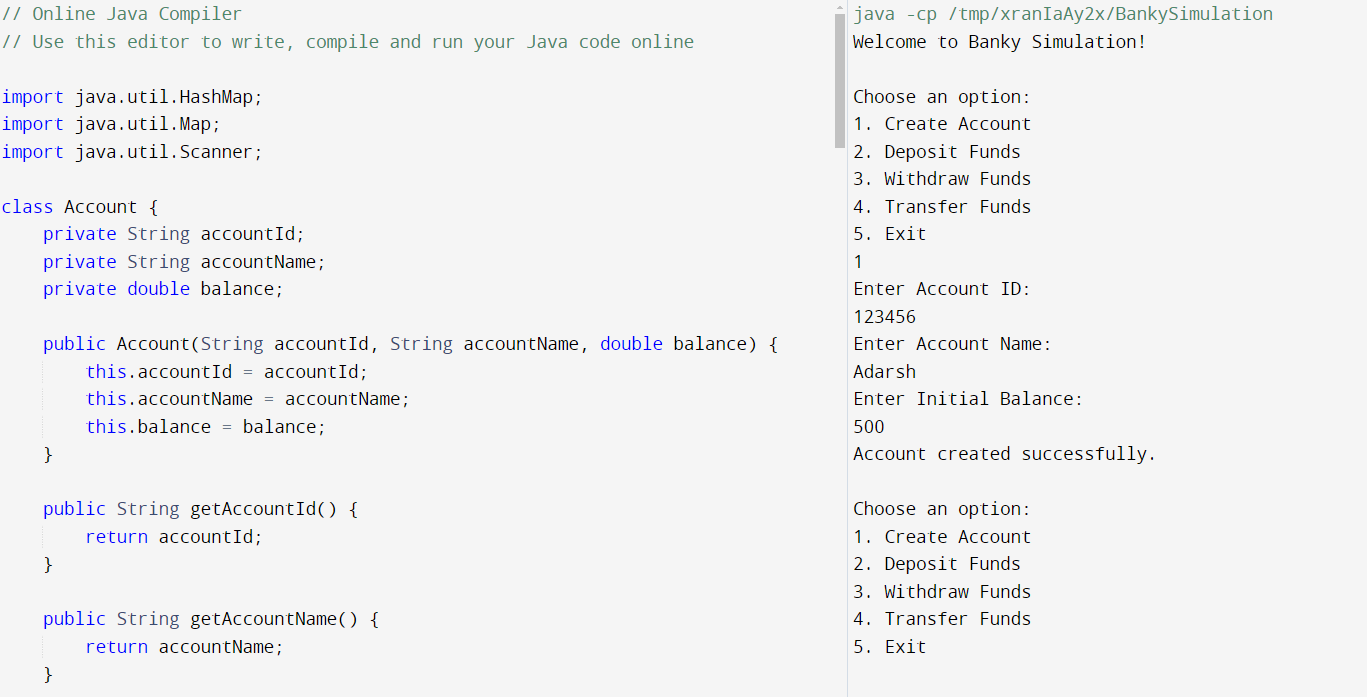 // Online Java Compiler
// Use this editor to write, compile and run your Java code online
import java.util.HashMap;
import java.util.Map;
import java.util.Scanner;
class Account {
    private String accountId;
    private String accountName;
    private double balance;
    public Account(String accountId, String accountName, double balance) {
        this.accountId = accountId;
        this.accountName = accountName;
        this.balance = balance;
    }
    public String getAccountId() {
        return accountId;
    }
    public String getAccountName() {
        return accountName;
    }
java -cp /tmp/xranIaAy2x/BankySimulation
Welcome to Banky Simulation!
Choose an option:
1. Create Account
2. Deposit Funds
3. Withdraw Funds
4. Transfer Funds
5. Exit
1
Enter Account ID:
123456
Enter Account Name:
Adarsh
Enter Initial Balance:
500
Account created successfully.
Choose an option:
1. Create Account
2. Deposit Funds
3. Withdraw Funds
4. Transfer Funds
5. Exit